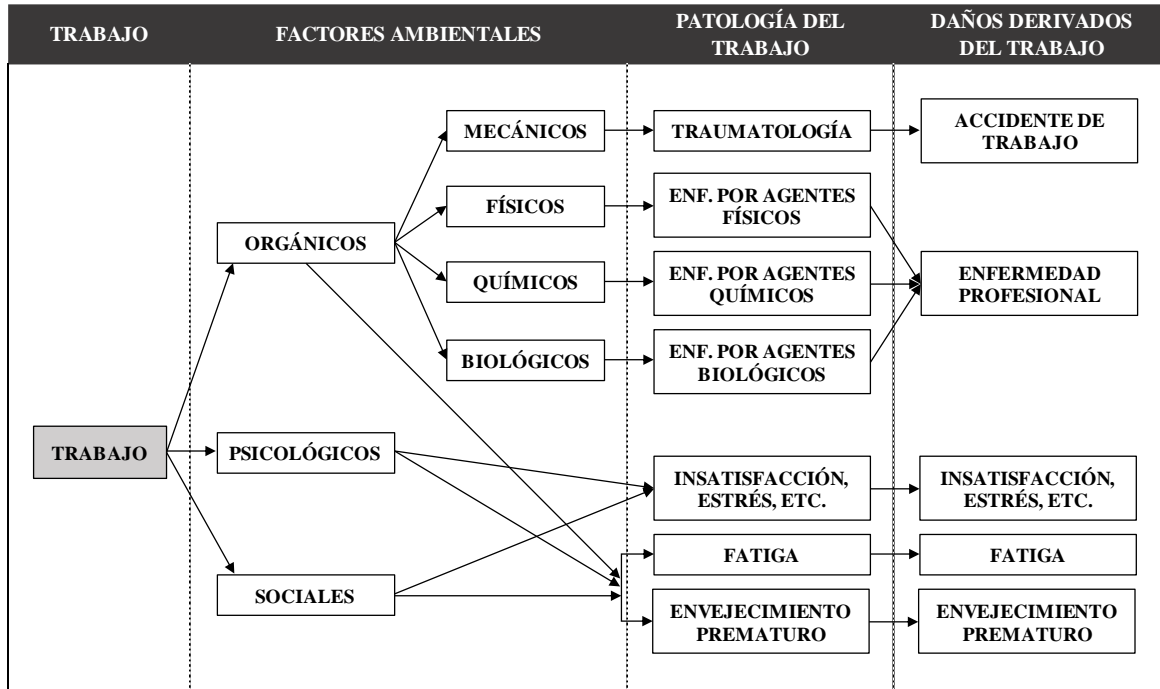 TRABAJO
FACTORES AMBIENTALES
PATOLOGÍA DEL
TRABAJO
DAÑOS DERIVADOS
DEL TRABAJO
TRABAJO
ORGÁNICOS
PSICOLÓGICOS
SOCIALES
MECÁNICOS
FÍSICOS
QUÍMICOS
BIOLÓGICOS
TRAUMATOLOGÍA
ENF. POR AGENTES
FÍSICOS
ENF. POR AGENTES
QUÍMICOS
ENF. POR AGENTES
BIOLÓGICOS
INSATISFACCIÓN,
ESTRÉS, ETC.
FATIGA
ENVEJECIMIENTO
PREMATURO
ACCIDENTE DE
TRABAJO
ENFERMEDAD
PROFESIONAL
INSATISFACCIÓN,
ESTRÉS, ETC.
FATIGA
ENVEJECIMIENTO
PREMATURO